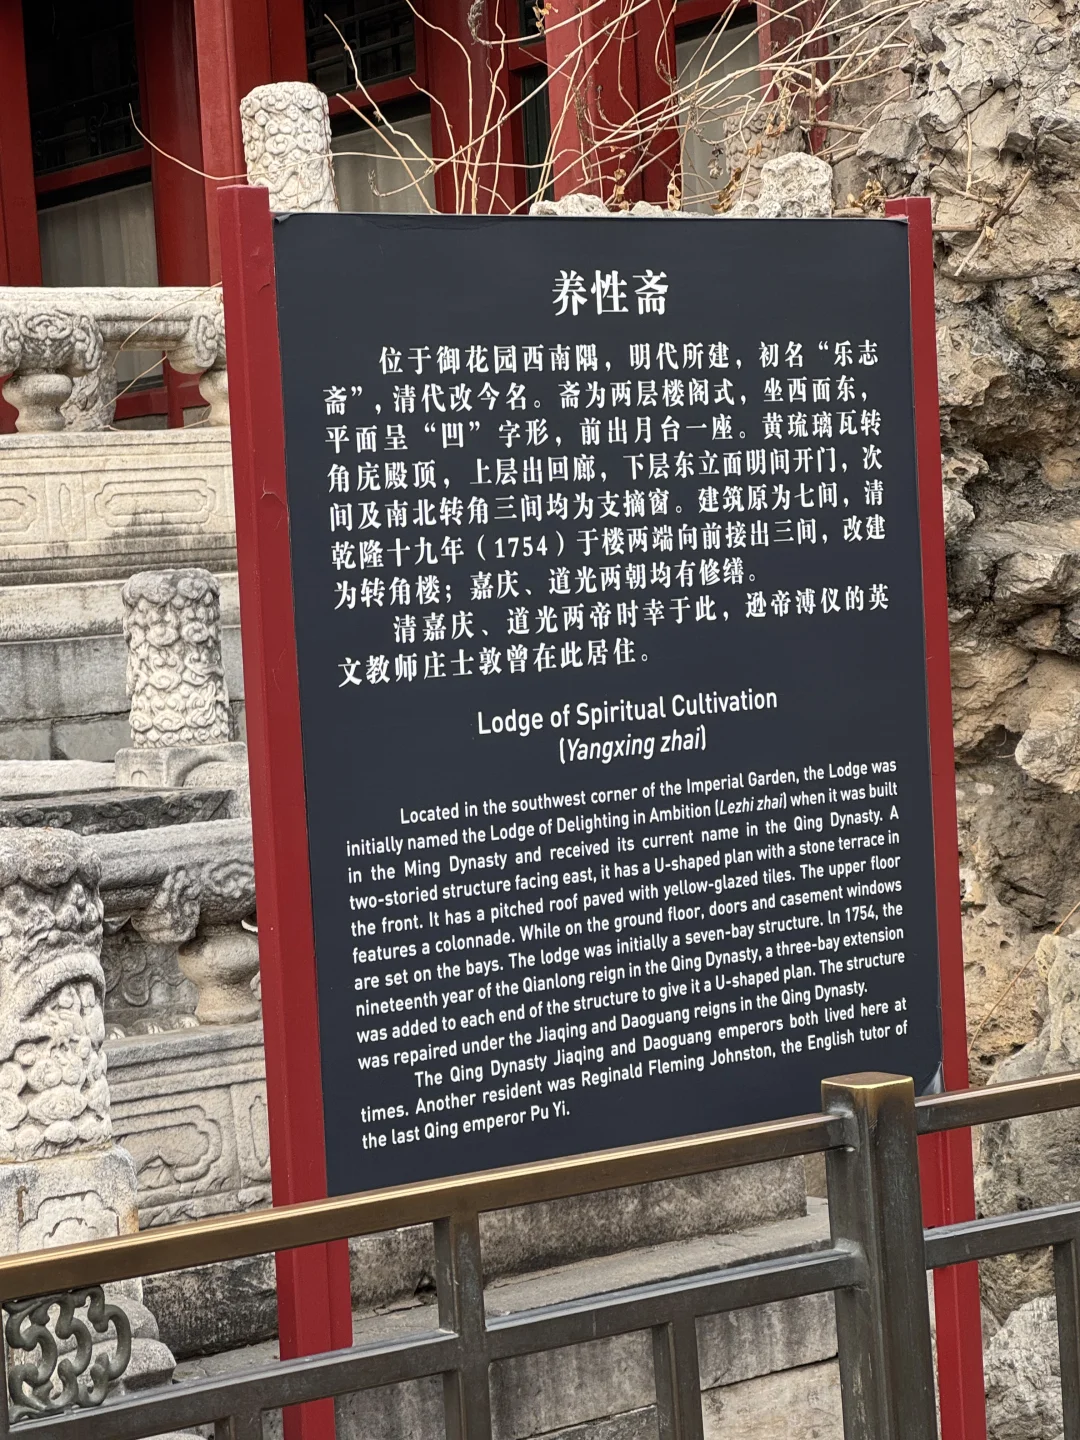 养性斋
位于御花园西南隅，明代所建，初名“乐志
斋”，清代改今名。斋为两层楼阁式，坐西面东，
平面呈“凹”字形，前出月台一座。黄琉璃瓦转
角庑殿顶，上层出回廊，下层东立面明间开门，次
间及南北转角三间均为支摘窗。建筑原为七间，清
乾隆十九年（1754）于楼两端向前接出三间，改建
为转角楼；嘉庆、道光两朝均有修缮。
清嘉庆、道光两帝时幸于此，逊帝溥仪的英
文教师庄士敦曾在此居住。
Lodge of Spiritual Cultivation
(Yangxing zhai)
Located in the southwest corner of the Imperial Garden, the Lodge was
initially named the Lodge of Delighting in Ambition (Lezhi zhai) when it was built
in the Ming Dynasty and received its current name in the Qing Dynasty. A
two-storied structure facing east, it has a U-shaped plan with a stone terrace in
the front. It has a pitched roof paved with yellow-glazed tiles. The upper floor
features a colonnade. While on the ground floor, doors and casement windows
are set on the bays. The lodge was initially a seven-bay structure. In 1754, the
nineteenth year of the Qianlong reign in the Qing Dynasty, a three-bay extension
was added to each end of the structure to give it a U-shaped plan. The structure
was repaired under the Jiaqing and Daoguang reigns in the Qing Dynasty.
The Qing Dynasty Jiaqing and Daoguang emperors both lived here at
times. Another resident was Reginald Fleming Johnston, the English tutor of
the last Qing emperor Pu Yi.